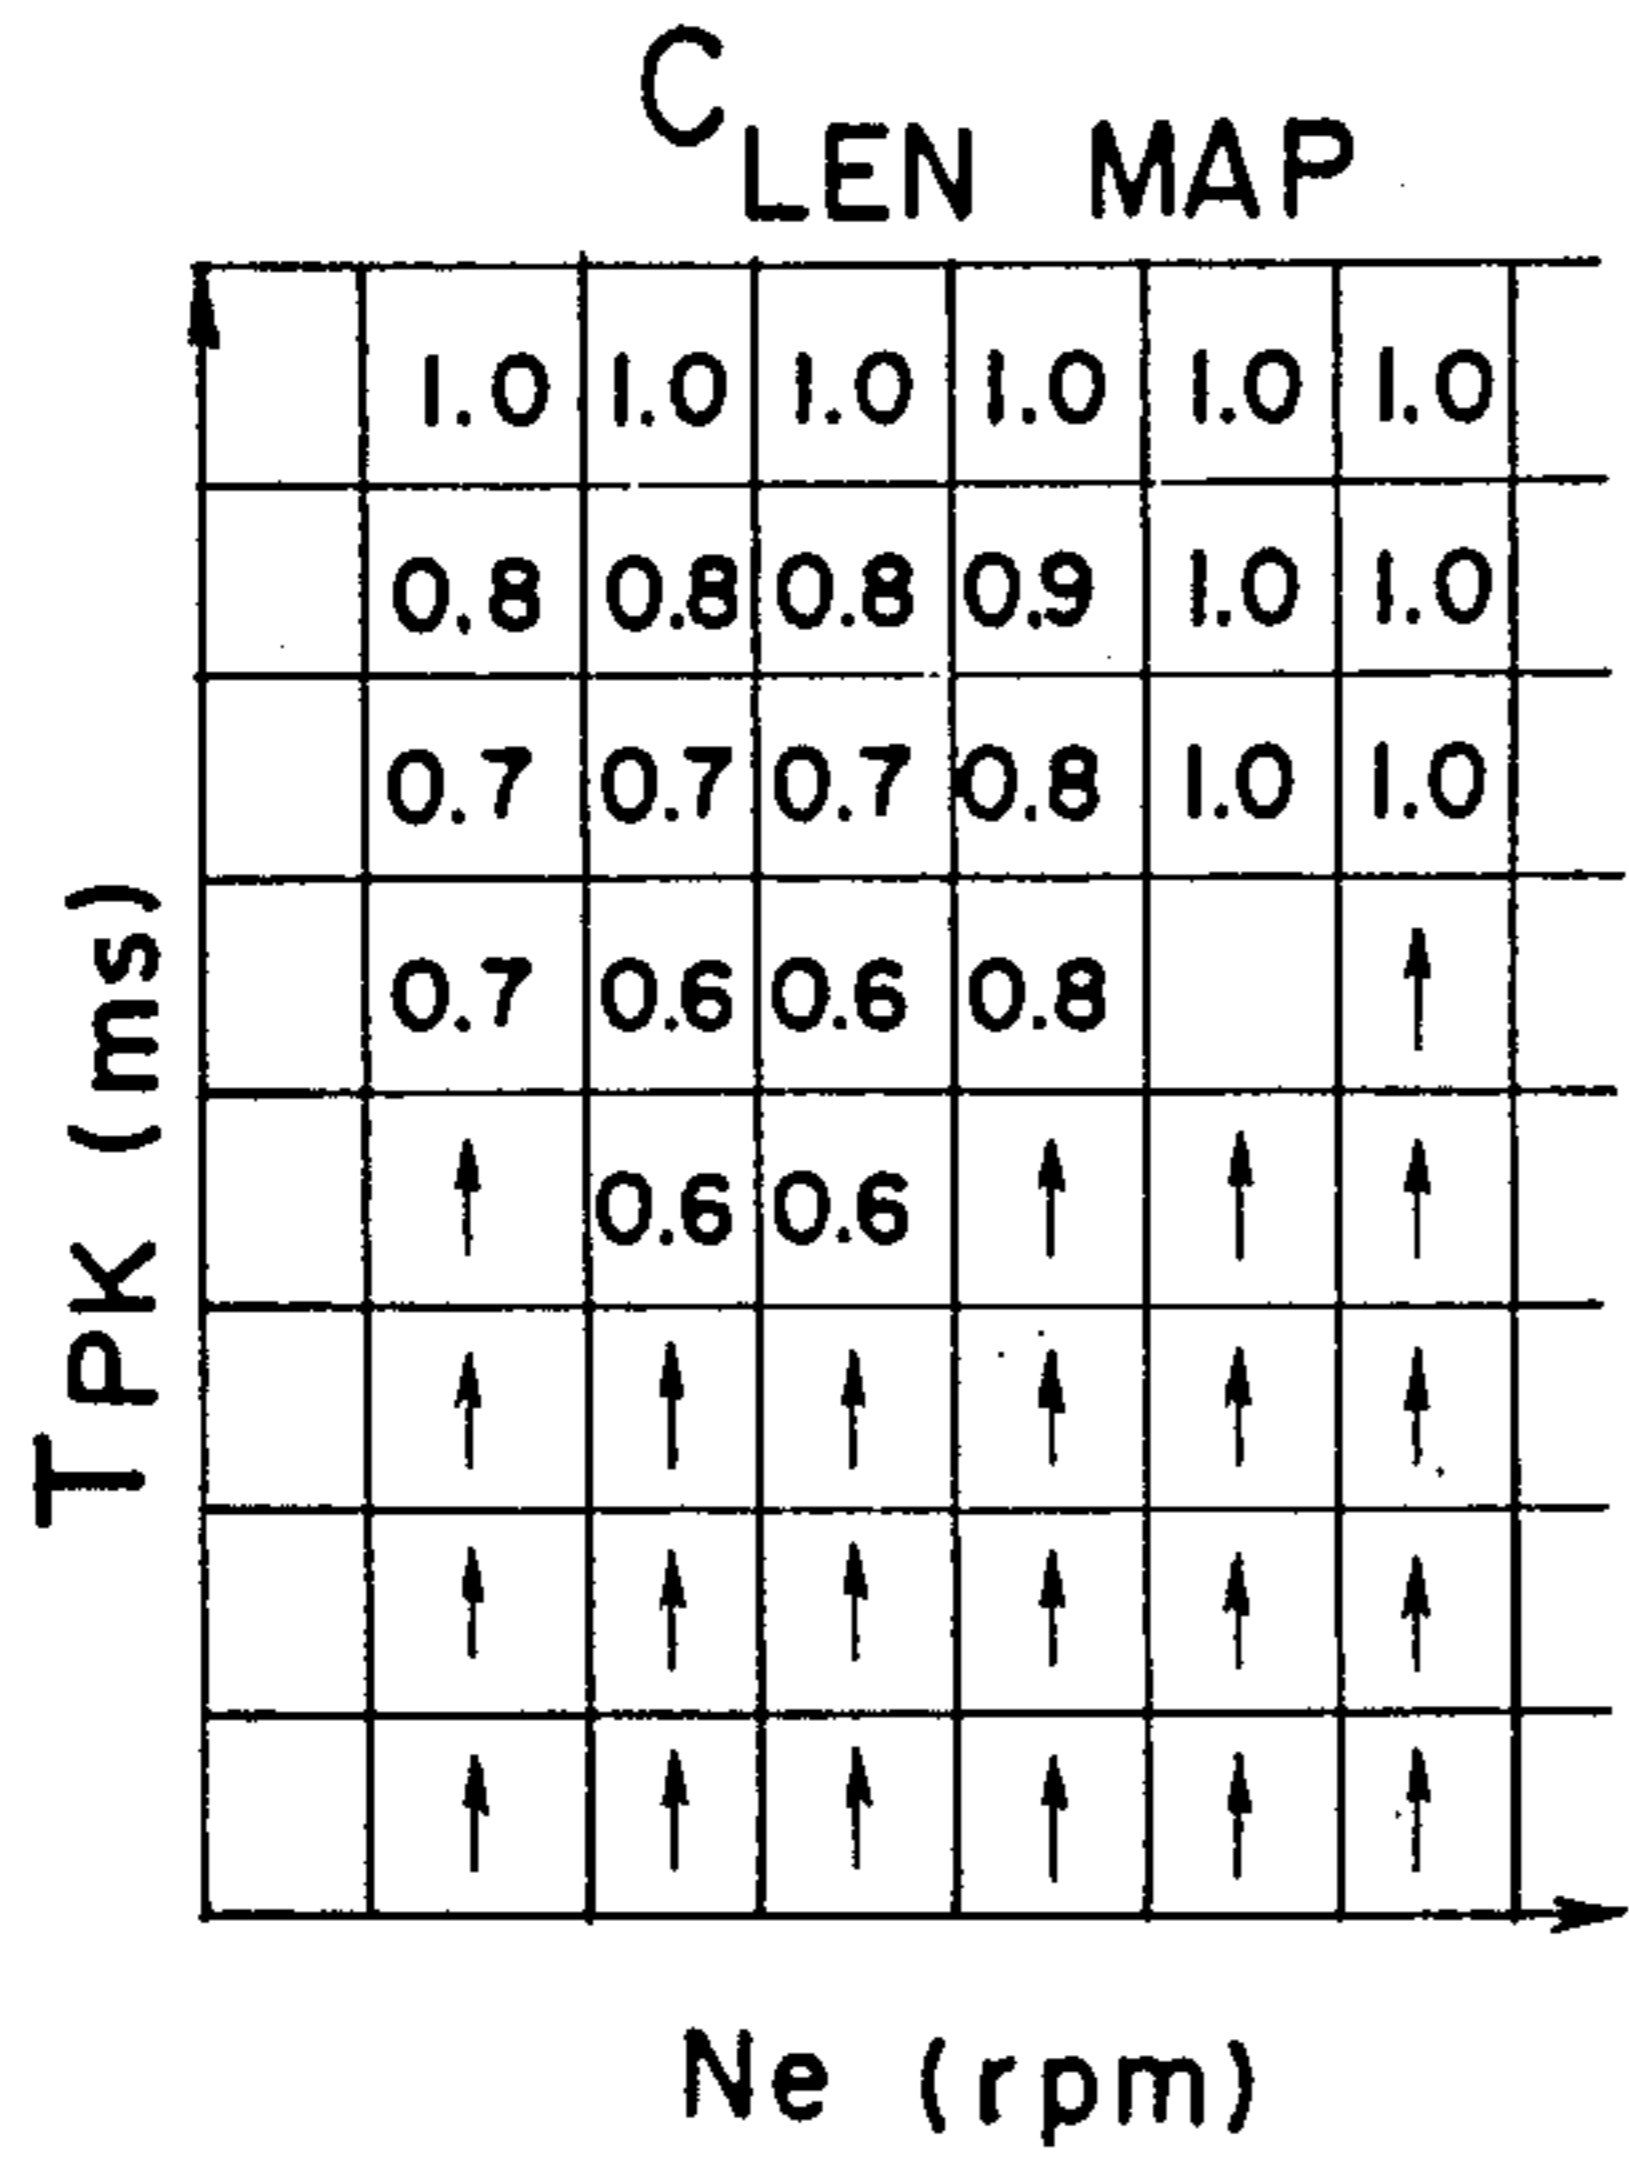 CLEN MAP
1.0 1.0 1.0 1.0 1.0 1.0
0.8 0.8 0.8 0.9 1.0 1.0
0.7 0.7 0.7 0.8 1.0 1.0
0.7 0.6 0.6 0.8 ↑
↑ 0.6 0.6 ↑ ↑ ↑
↑ ↑ ↑ ↑ ↑ ↑
↑ ↑ ↑ ↑ ↑ ↑
↑ ↑ ↑ ↑ ↑ ↑
TPK (ms)
Ne (rpm)